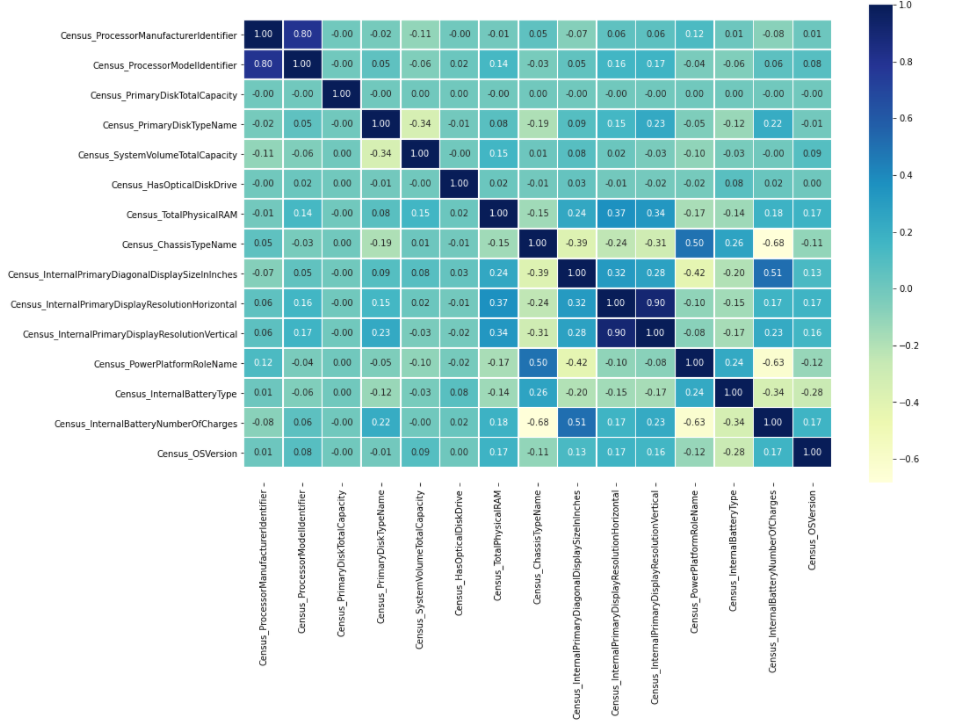 Census_ProcessorManufacturerIdentifier 1.00 0.80 -0.00 -0.02 -0.11 -0.00 -0.01 0.05 -0.07 0.06 0.06 0.12 0.01 -0.08 0.01
Census_ProcessorModelIdentifier 0.80 1.00 -0.00 0.05 -0.06 0.02 0.14 -0.03 0.05 0.16 0.17 -0.04 -0.06 0.06 0.08
Census_PrimaryDiskTotalCapacity -0.00 -0.00 1.00 -0.00 0.00 -0.00 -0.00 0.00 -0.00 -0.00 -0.00 0.00 0.00 -0.00 -0.00
Census_PrimaryDiskTypeName -0.02 0.05 -0.00 1.00 -0.34 -0.01 0.08 -0.19 0.09 0.15 0.23 -0.05 -0.12 0.22 -0.01
Census_SystemVolumeTotalCapacity -0.11 -0.06 0.00 -0.34 1.00 -0.00 0.15 0.01 0.08 0.02 -0.03 -0.10 -0.03 -0.00 0.09
Census_HasOpticalDiskDrive -0.00 0.02 -0.00 -0.01 -0.00 1.00 0.02 -0.01 0.03 -0.01 -0.02 -0.02 0.08 0.02 0.00
Census_TotalPhysicalRAM -0.01 0.14 -0.00 0.08 0.15 0.02 1.00 -0.15 0.24 0.37 0.34 -0.17 -0.14 0.18 0.17
Census_ChassisTypeName 0.05 -0.03 0.00 -0.19 0.01 -0.01 -0.15 1.00 -0.39 -0.24 -0.31 0.50 0.26 -0.68 -0.11
Census_InternalPrimaryDiagonalDisplaySizeInInches -0.07 0.05 -0.00 0.09 0.08 0.03 0.24 -0.39 1.00 0.32 0.28 -0.42 -0.20 0.51 0.13
Census_InternalPrimaryDisplayResolutionHorizontal 0.06 0.16 -0.00 0.15 0.02 -0.01 0.37 -0.24 0.32 1.00 0.90 -0.10 -0.15 0.17 0.17
Census_InternalPrimaryDisplayResolutionVertical 0.06 0.17 -0.00 0.23 -0.03 -0.02 0.34 -0.31 0.28 0.90 1.00 -0.08 -0.17 0.23 0.16
Census_PowerPlatformRoleName 0.12 -0.04 0.00 -0.05 -0.10 -0.02 -0.17 0.50 -0.42 -0.10 -0.08 1.00 0.24 -0.63 -0.12
Census_InternalBatteryType 0.01 -0.06 0.00 -0.12 -0.03 0.08 -0.14 0.26 -0.20 -0.15 -0.17 0.24 1.00 -0.34 -0.28
Census_InternalBatteryNumberOfCharges -0.08 0.06 -0.00 0.22 -0.00 0.02 0.18 -0.68 0.51 0.17 0.23 -0.63 -0.34 1.00 0.17
Census_OSVersion 0.01 0.08 -0.00 -0.01 0.09 0.00 0.17 -0.11 0.13 0.17 0.16 -0.12 -0.28 0.17 1.00
Census_ProcessorManufacturerIdentifier
Census_ProcessorModelIdentifier
Census_PrimaryDiskTotalCapacity
Census_PrimaryDiskTypeName
Census_SystemVolumeTotalCapacity
Census_HasOpticalDiskDrive
Census_TotalPhysicalRAM
Census_ChassisTypeName
Census_InternalPrimaryDiagonalDisplaySizeInInches
Census_InternalPrimaryDisplayResolutionHorizontal
Census_InternalPrimaryDisplayResolutionVertical
Census_PowerPlatformRoleName
Census_InternalBatteryType
Census_InternalBatteryNumberOfCharges
Census_OSVersion
1.0
0.8
0.6
0.4
0.2
0.0
−0.2
−0.4
−0.6